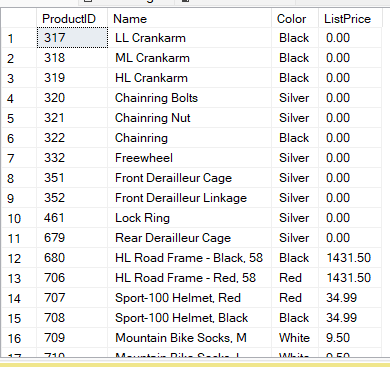 ProductID Name Color ListPrice
1 317 LL Crankarm Black 0.00
2 318 ML Crankarm Black 0.00
3 319 HL Crankarm Black 0.00
4 320 Chainring Bolts Silver 0.00
5 321 Chainring Nut Silver 0.00
6 322 Chainring Black 0.00
7 332 Freewheel Silver 0.00
8 351 Front Derailleur Cage Silver 0.00
9 352 Front Derailleur Linkage Silver 0.00
10 461 Lock Ring Silver 0.00
11 679 Rear Derailleur Cage Silver 0.00
12 680 HL Road Frame - Black, 58 Black 1431.50
13 706 HL Road Frame - Red, 58 Red 1431.50
14 707 Sport-100 Helmet, Red Red 34.99
15 708 Sport-100 Helmet, Black Black 34.99
16 709 Mountain Bike Socks, M White 9.50
17 710 Mountain Bike Socks, L White 9.50